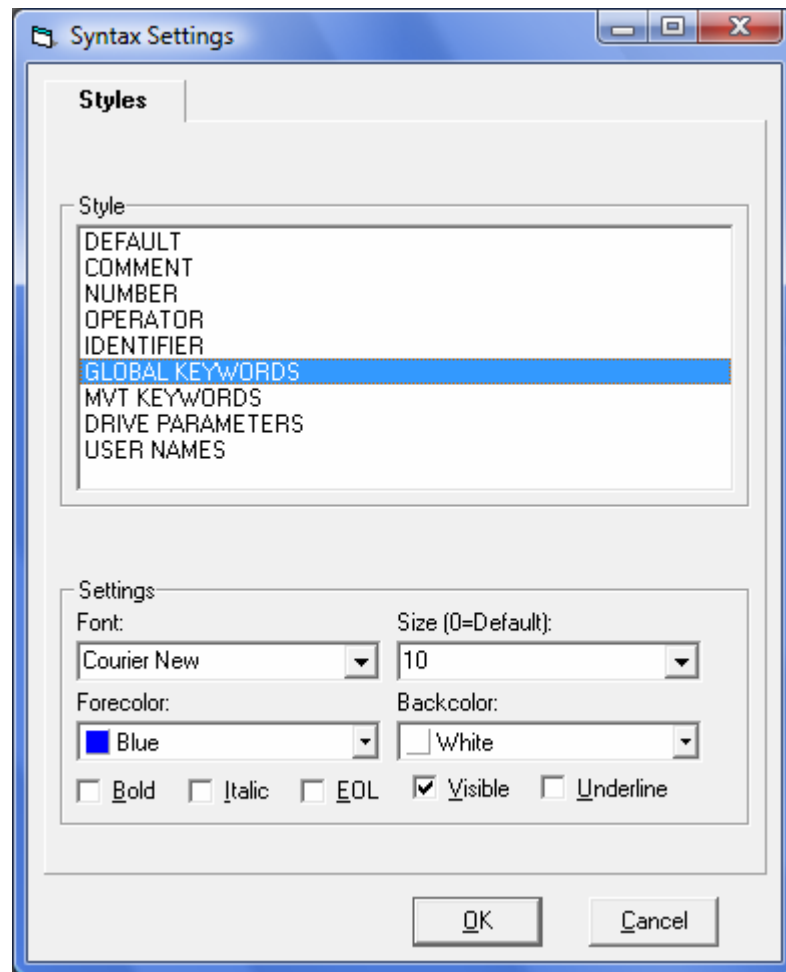 Syntax Settings
Styles
Style
DEFAULT
COMMENT
NUMBER
OPERATOR
IDENTIFIER
GLOBAL KEYWORDS
MVT KEYWORDS
DRIVE PARAMETERS
USER NAMES
Settings
Font: Size (0=Default):
Courier New 10
Forecolor: Backcolor:
Blue White
Bold Italic EOL Visible Underline
OK Cancel